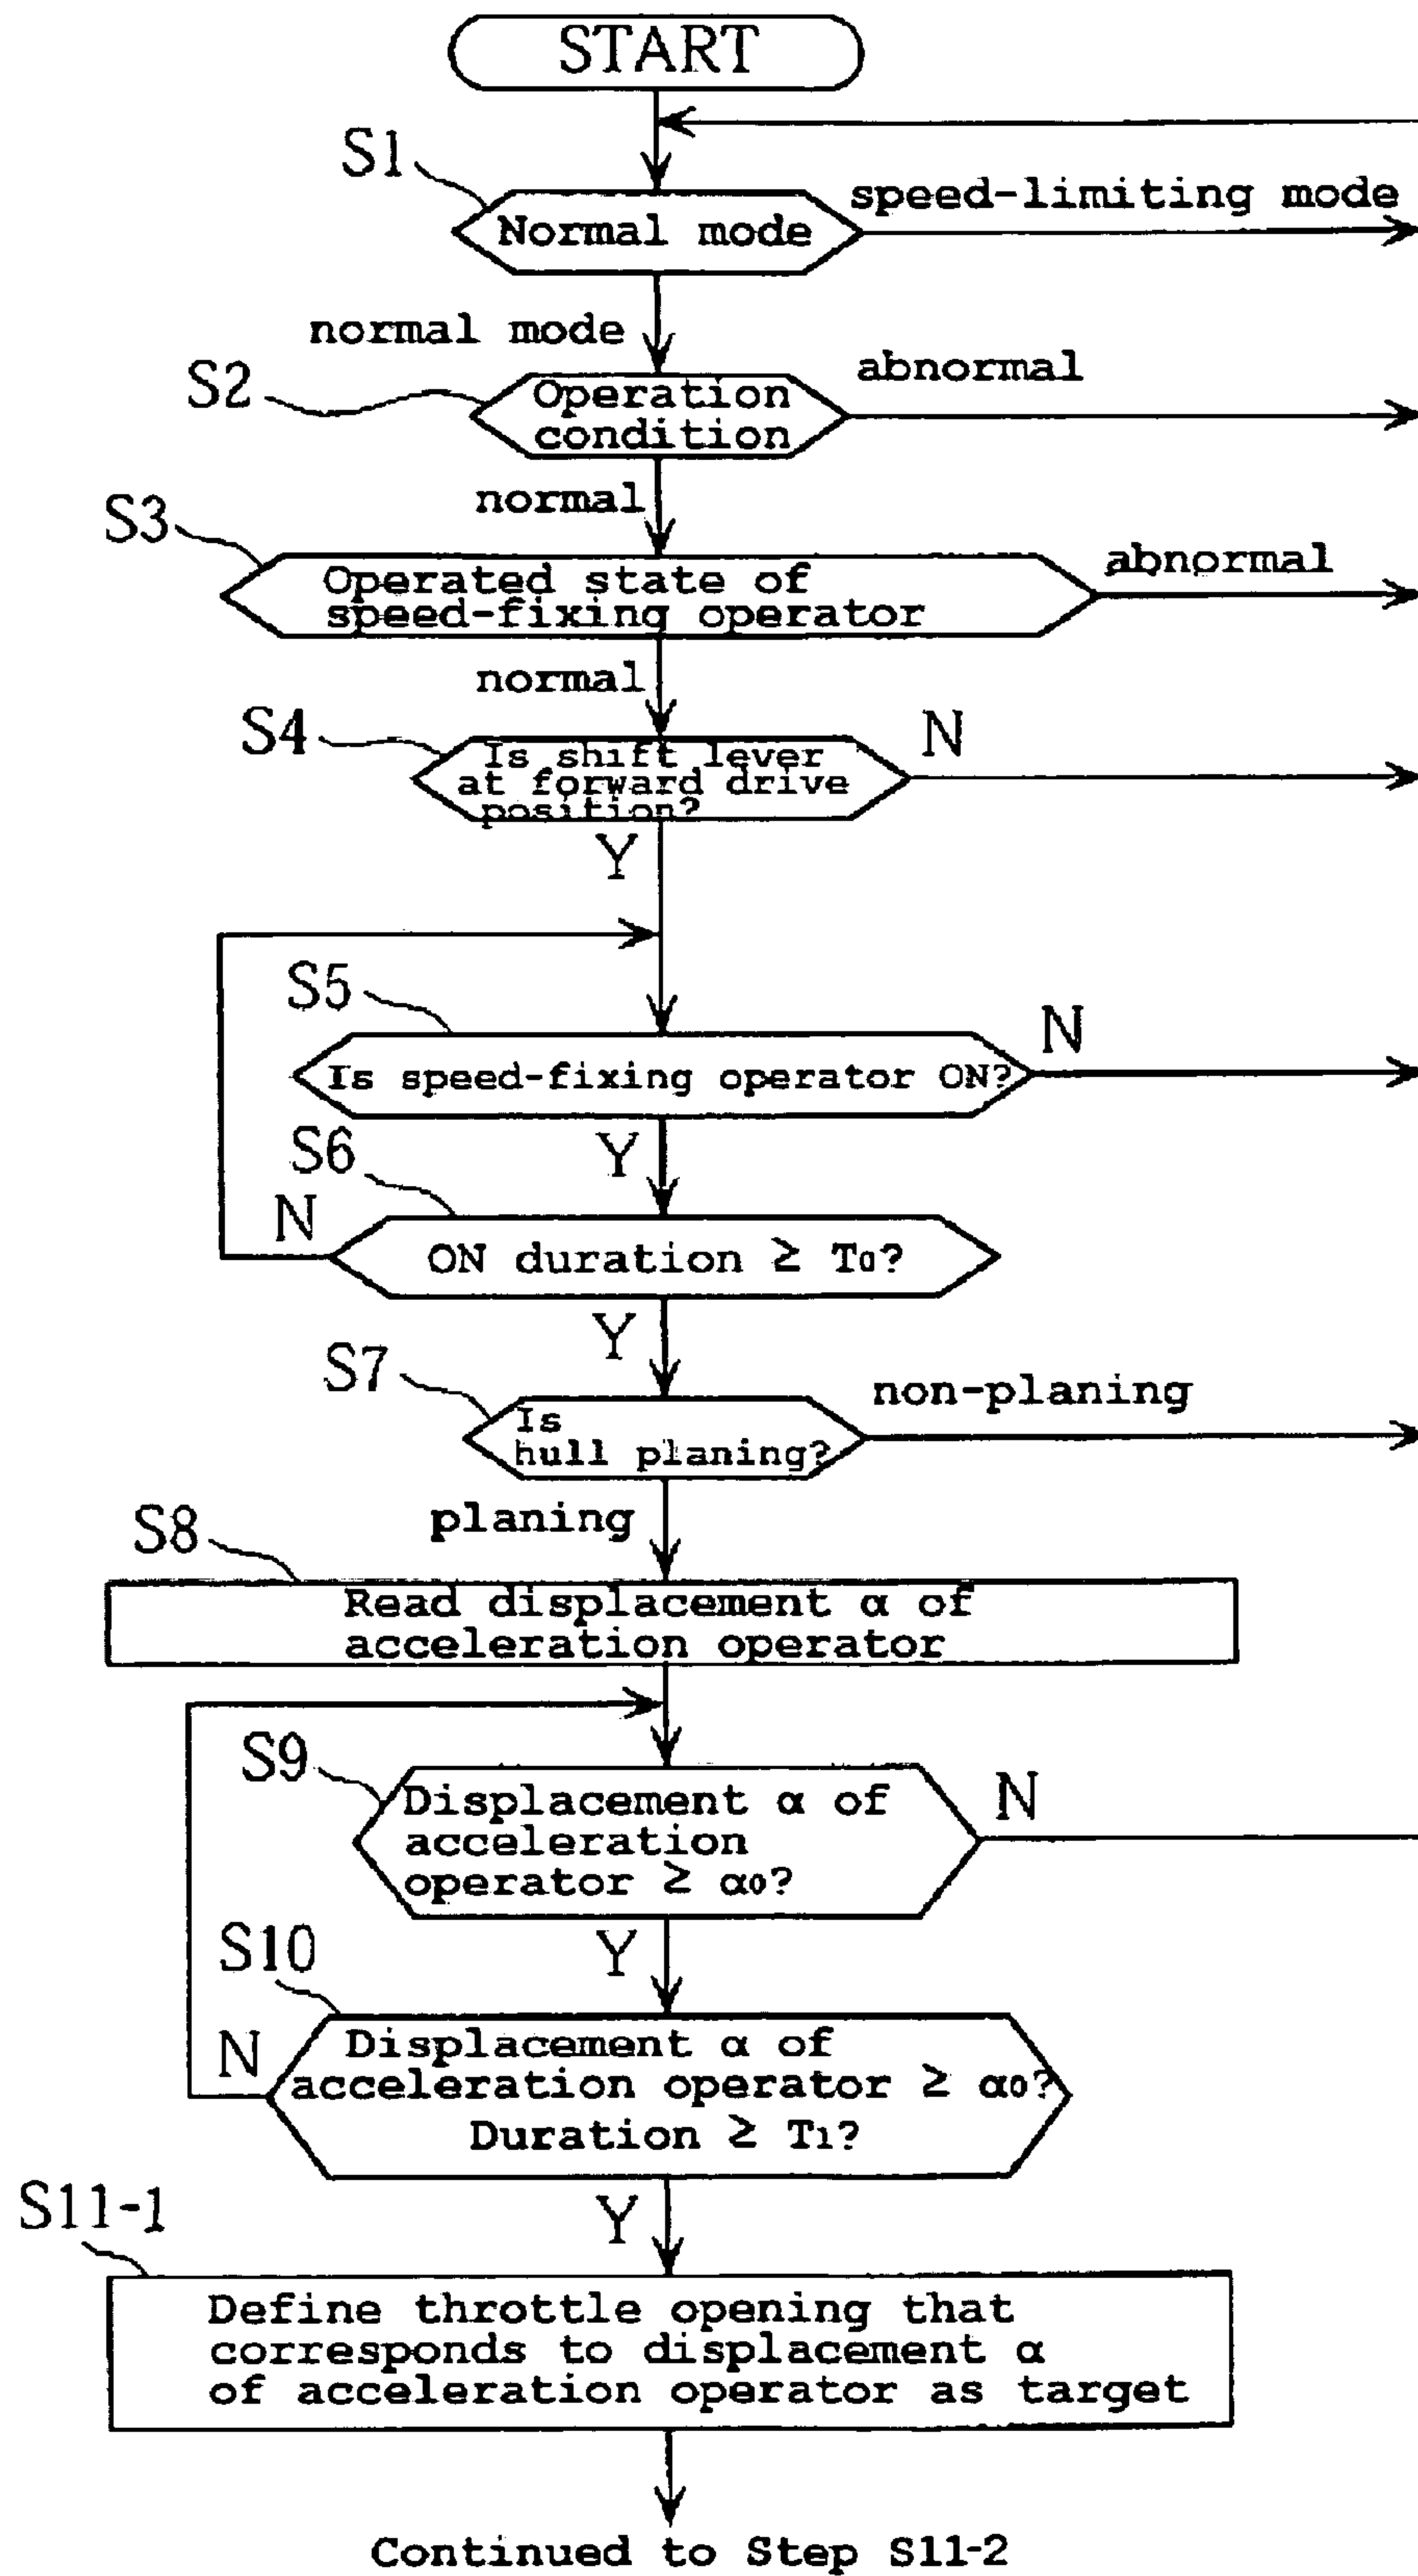 START
S1
Normal mode
speed-limiting mode
normal mode
S2
Operation
condition
abnormal
normal
S3
Operated state of
speed-fixing operator
abnormal
normal
S4
Is shift lever
at forward drive
position?
N
Y
S5
Is speed-fixing operator ON?
N
Y
S6
ON duration ≥ T0?
N
Y
S7
Is
hull planing?
non-planing
planing
S8
Read displacement α of
acceleration operator
S9
Displacement α of
acceleration
operator ≥ α0?
N
Y
S10
Displacement α of
acceleration operator ≥ α0?
Duration ≥ T1?
N
Y
S11-1
Define throttle opening that
corresponds to displacement α
of acceleration operator as target
Continued to Step S11-2